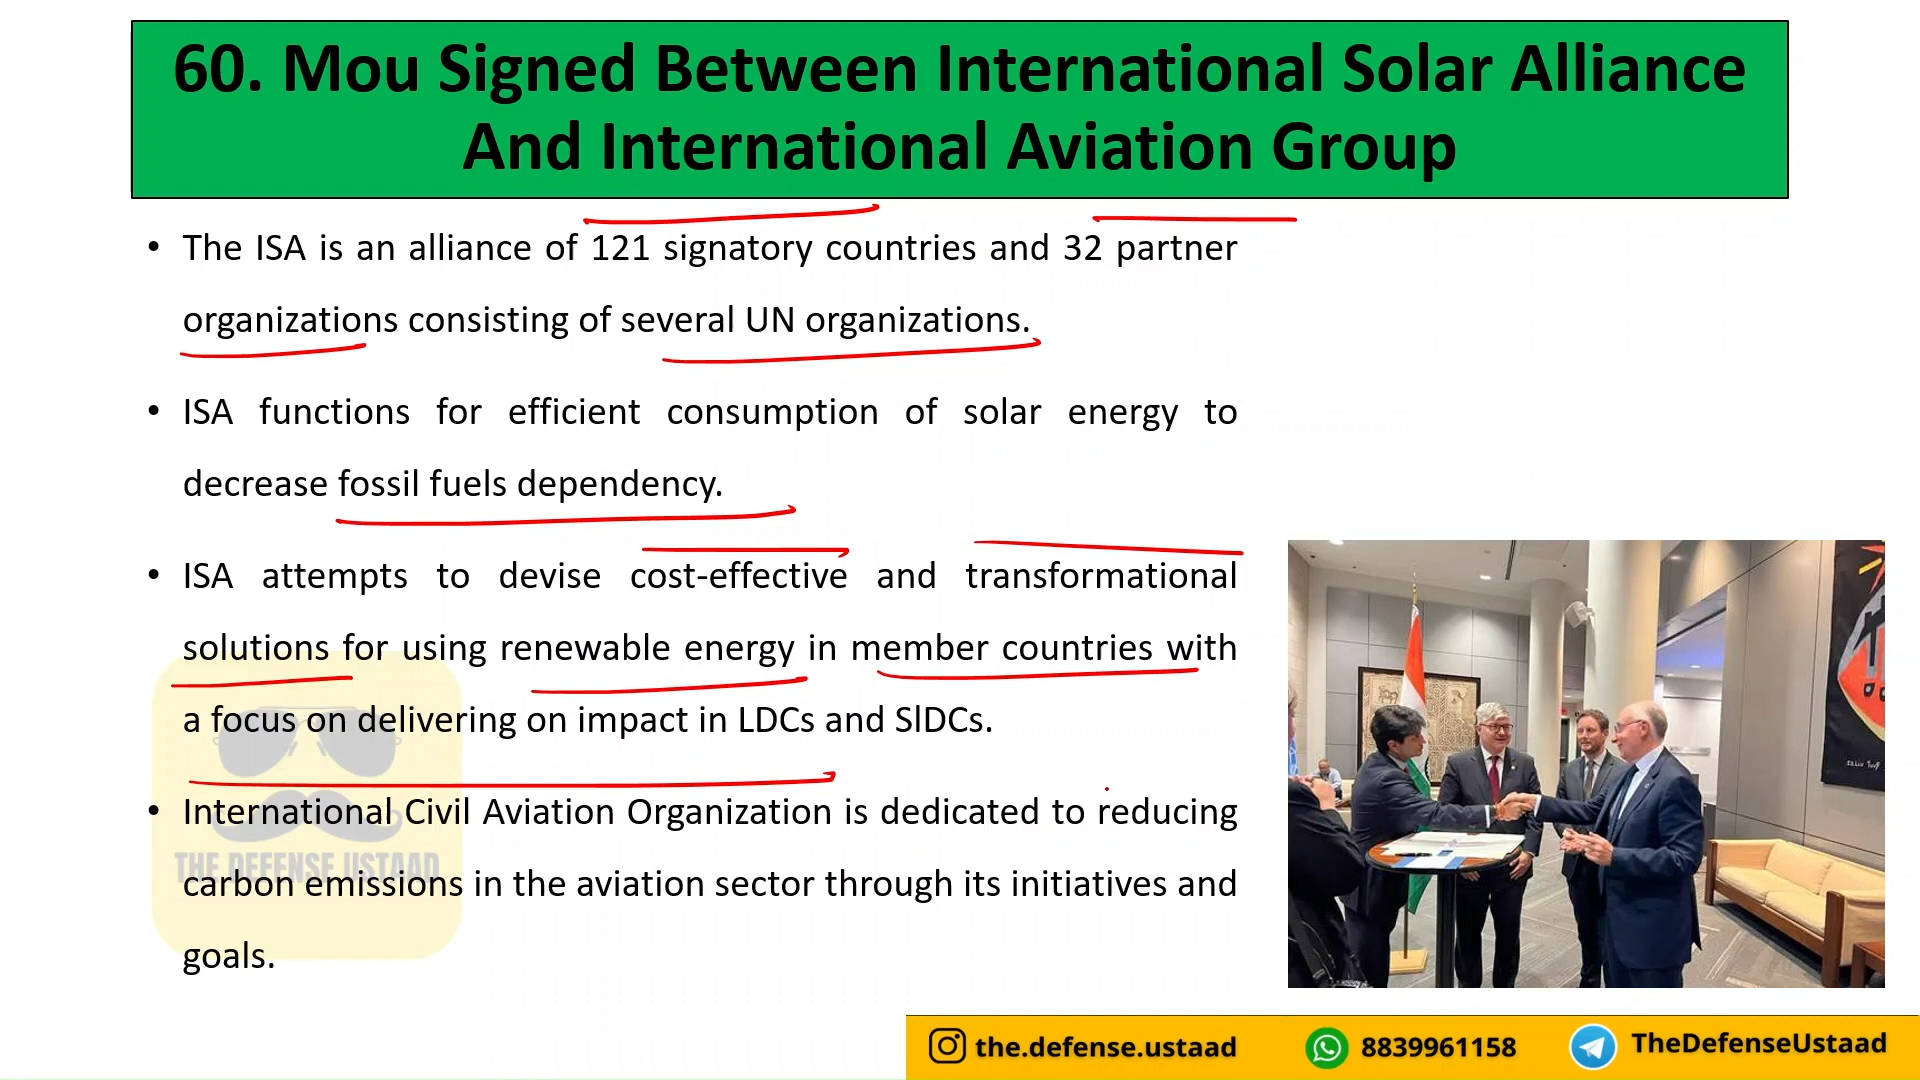 60. Mou Signed Between International Solar Alliance
And International Aviation Group
• The ISA is an alliance of 121 signatory countries and 32 partner
organizations consisting of several UN organizations.
• ISA functions for efficient consumption of solar energy to
decrease fossil fuels dependency.
• ISA attempts to devise cost-effective and transformational
solutions for using renewable energy in member countries with
a focus on delivering on impact in LDCs and SlDCs.
• International Civil Aviation Organization is dedicated to reducing
carbon emissions in the aviation sector through its initiatives and
goals.
THE DEFENSE USTAAD
the.defense.ustaad
8839961158
TheDefenseUstaad